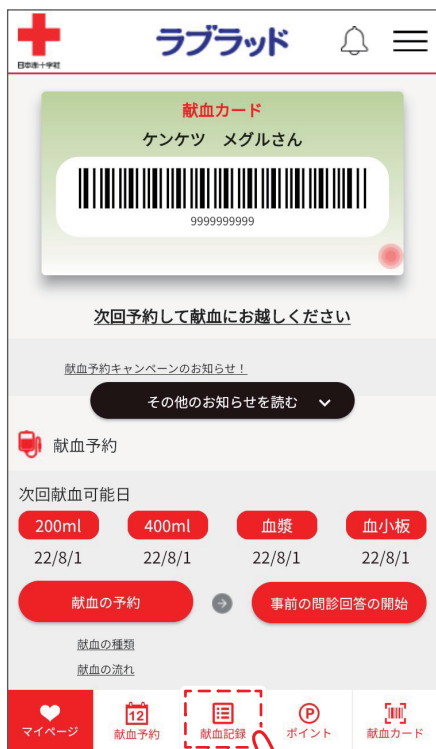 日本赤十字社
ラブラッド
献血カード
ケンケツ メグルさん
9999999999
次回予約して献血にお越しください
献血予約キャンペーンのお知らせ!
その他のお知らせを読む
献血予約
次回献血可能日
200ml 400ml 血漿 血小板
22/8/1 22/8/1 22/8/1 22/8/1
献血の予約 事前の問診回答の開始
献血の種類
献血の流れ
12 P
マイページ 献血予約 献血記録 ポイント 献血カード